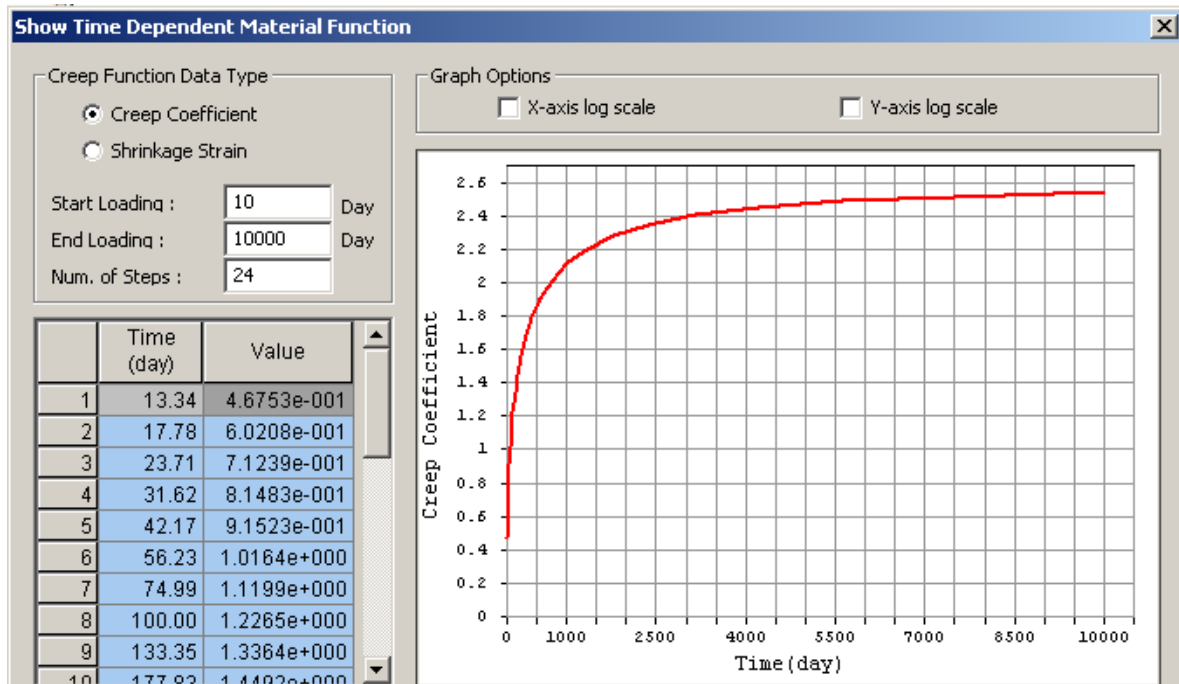 Show Time Dependent Material Function
Creep Function Data Type
Creep Coefficient
Shrinkage Strain
Start Loading : 10 Day
End Loading : 10000 Day
Num. of Steps : 24
Time (day) Value
1 13.34 4.6753e-001
2 17.78 6.0208e-001
3 23.71 7.1239e-001
4 31.62 8.1483e-001
5 42.17 9.1523e-001
6 56.23 1.0164e+000
7 74.99 1.1199e+000
8 100.00 1.2265e+000
9 133.35 1.3364e+000
10 177.83 1.4492e+000
Graph Options
X-axis log scale
Y-axis log scale
Creep Coefficient
2.6
2.4
2.2
2
1.8
1.6
1.4
1.2
1
0.8
0.6
0.4
0.2
0
0 1000 2500 4000 5500 7000 8500 10000
Time(day)